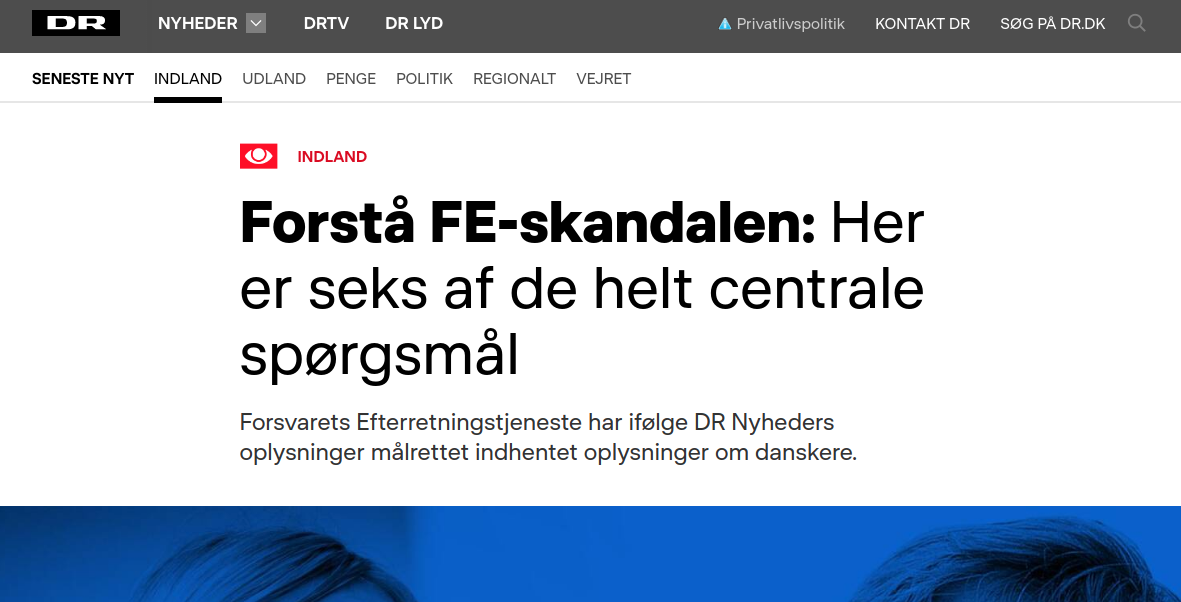 DR NYHEDER DRTV DR LYD Privatlivspolitik KONTAKT DR SØG PÅ DR.DK
SENESTE NYT INDLAND UDLAND PENGE POLITIK REGIONALT VEJRET
INDLAND
Forstå FE-skandalen: Her
er seks af de helt centrale
spørgsmål
Forsvarets Efterretningstjeneste har ifølge DR Nyheders
oplysninger målrettet indhentet oplysninger om danskere.